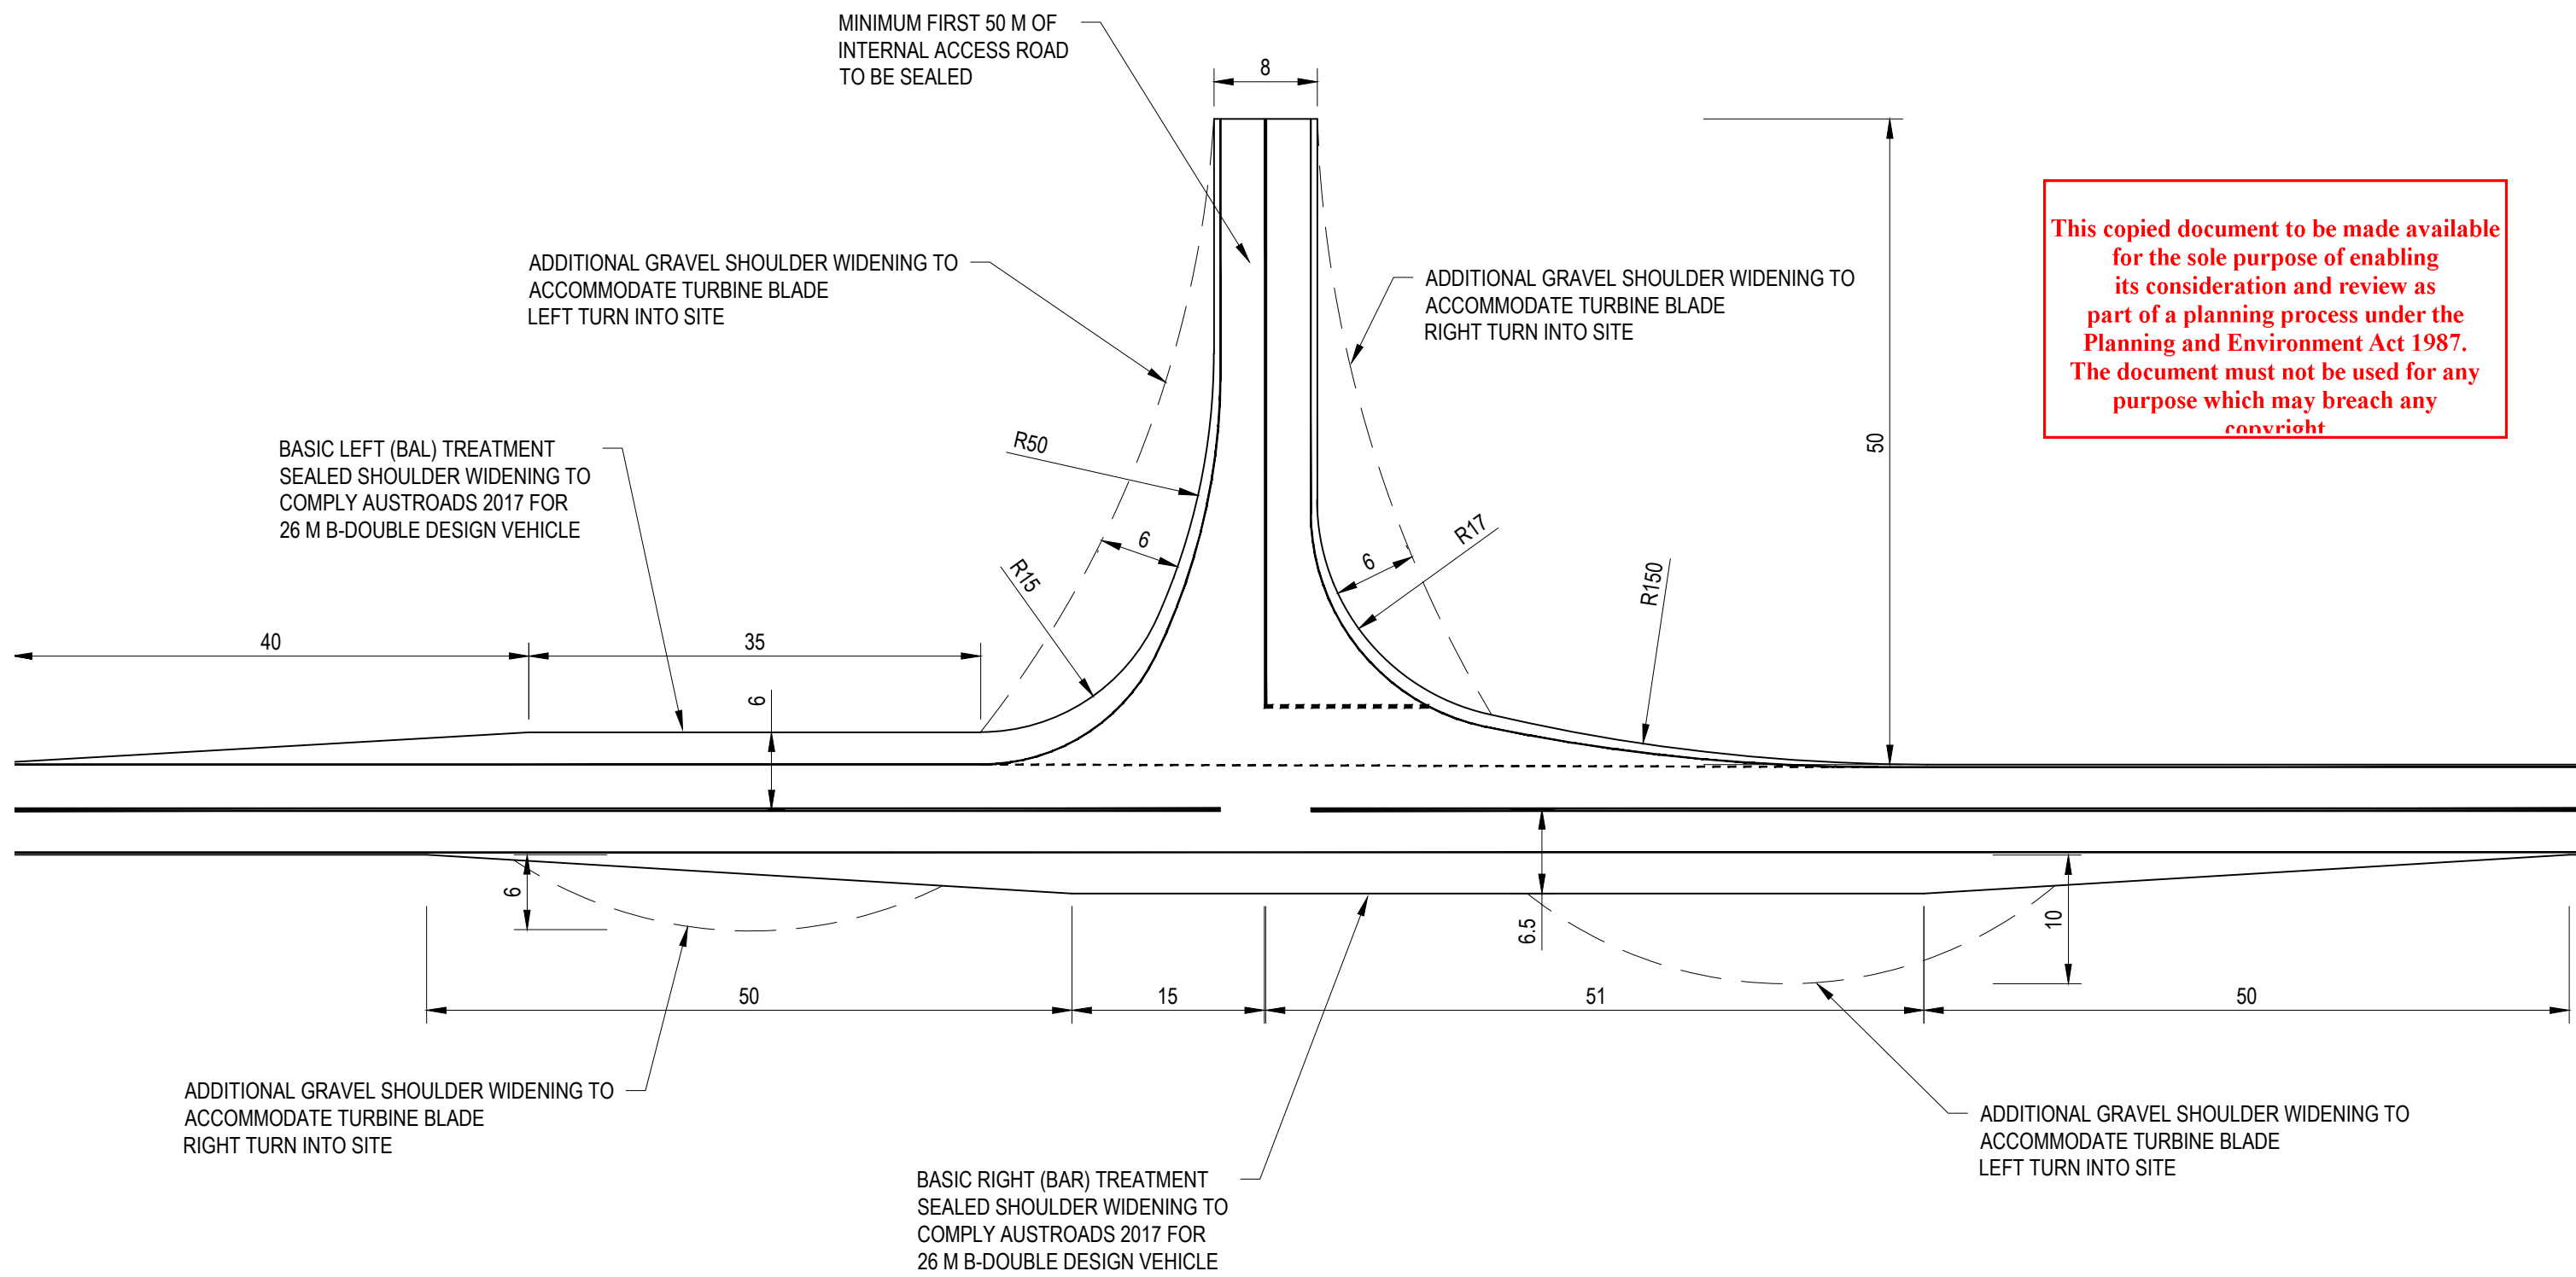 MINIMUM FIRST 50 M OF
INTERNAL ACCESS ROAD
TO BE SEALED
8
This copied document to be made available
for the sole purpose of enabling
its consideration and review as
part of a planning process under the
Planning and Environment Act 1987.
The document must not be used for any
purpose which may breach any
copyright
ADDITIONAL GRAVEL SHOULDER WIDENING TO
ACCOMMODATE TURBINE BLADE
LEFT TURN INTO SITE
ADDITIONAL GRAVEL SHOULDER WIDENING TO
ACCOMMODATE TURBINE BLADE
RIGHT TURN INTO SITE
BASIC LEFT (BAL) TREATMENT
SEALED SHOULDER WIDENING TO
COMPLY AUSTROADS 2017 FOR
26 M B-DOUBLE DESIGN VEHICLE
R50
50
6
R15
6
R17
R150
40
35
6
6
6.5
10
50
15
51
50
ADDITIONAL GRAVEL SHOULDER WIDENING TO
ACCOMMODATE TURBINE BLADE
RIGHT TURN INTO SITE
ADDITIONAL GRAVEL SHOULDER WIDENING TO
ACCOMMODATE TURBINE BLADE
LEFT TURN INTO SITE
BASIC RIGHT (BAR) TREATMENT
SEALED SHOULDER WIDENING TO
COMPLY AUSTROADS 2017 FOR
26 M B-DOUBLE DESIGN VEHICLE